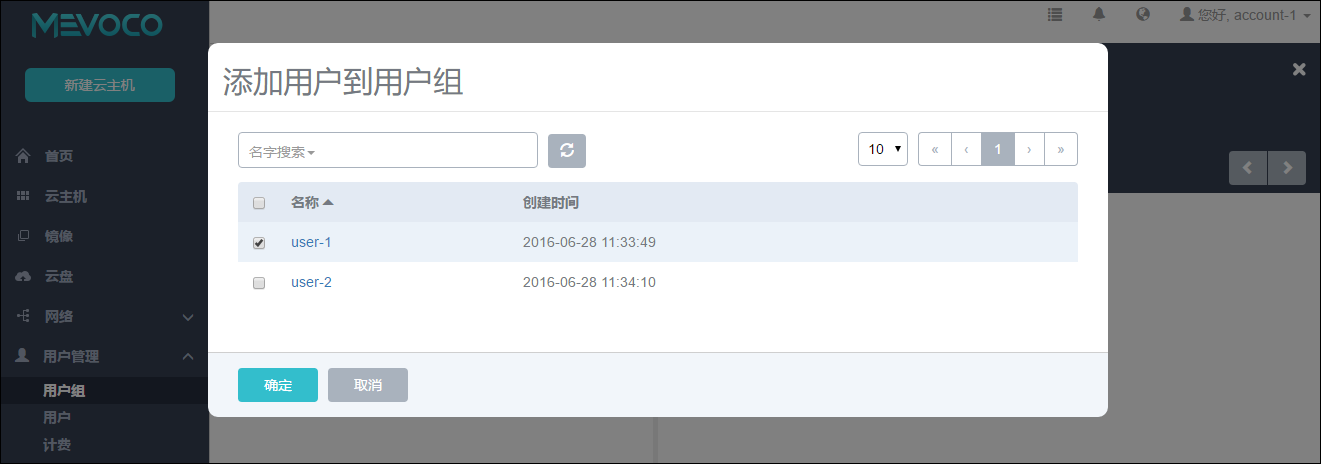 MEVOCO
您好, account-1
新建云主机
首页
云主机
镜像
云盘
网络
用户管理
用户组
用户
计费
添加用户到用户组
名字搜索
10
« ‹ 1 › »
名称 创建时间
user-1 2016-06-28 11:33:49
user-2 2016-06-28 11:34:10
确定 取消